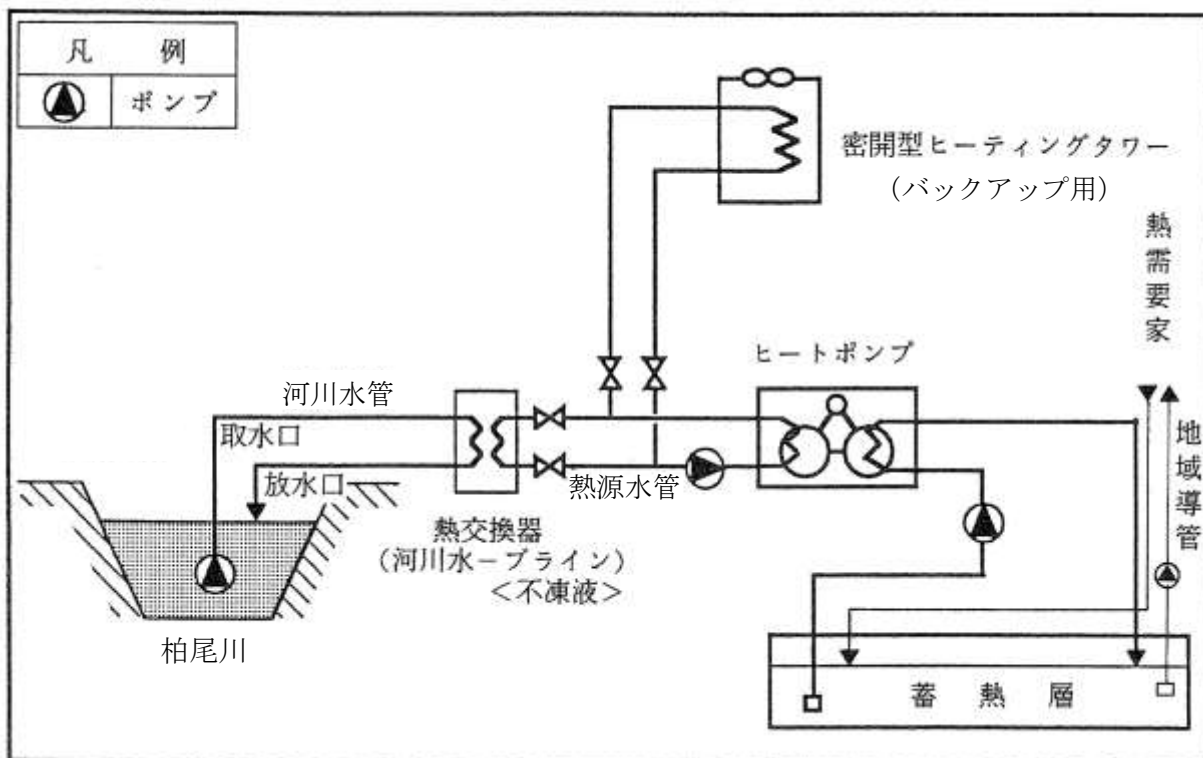 凡 例
ポンプ
密開型ヒーティングタワー
(バックアップ用)
熱需要家
ヒートポンプ
河川水管
取水口
放水口
熱源水管
地域導管
熱交換器
(河川水－ブライン)
＜不凍液＞
柏尾川
蓄 熱 層